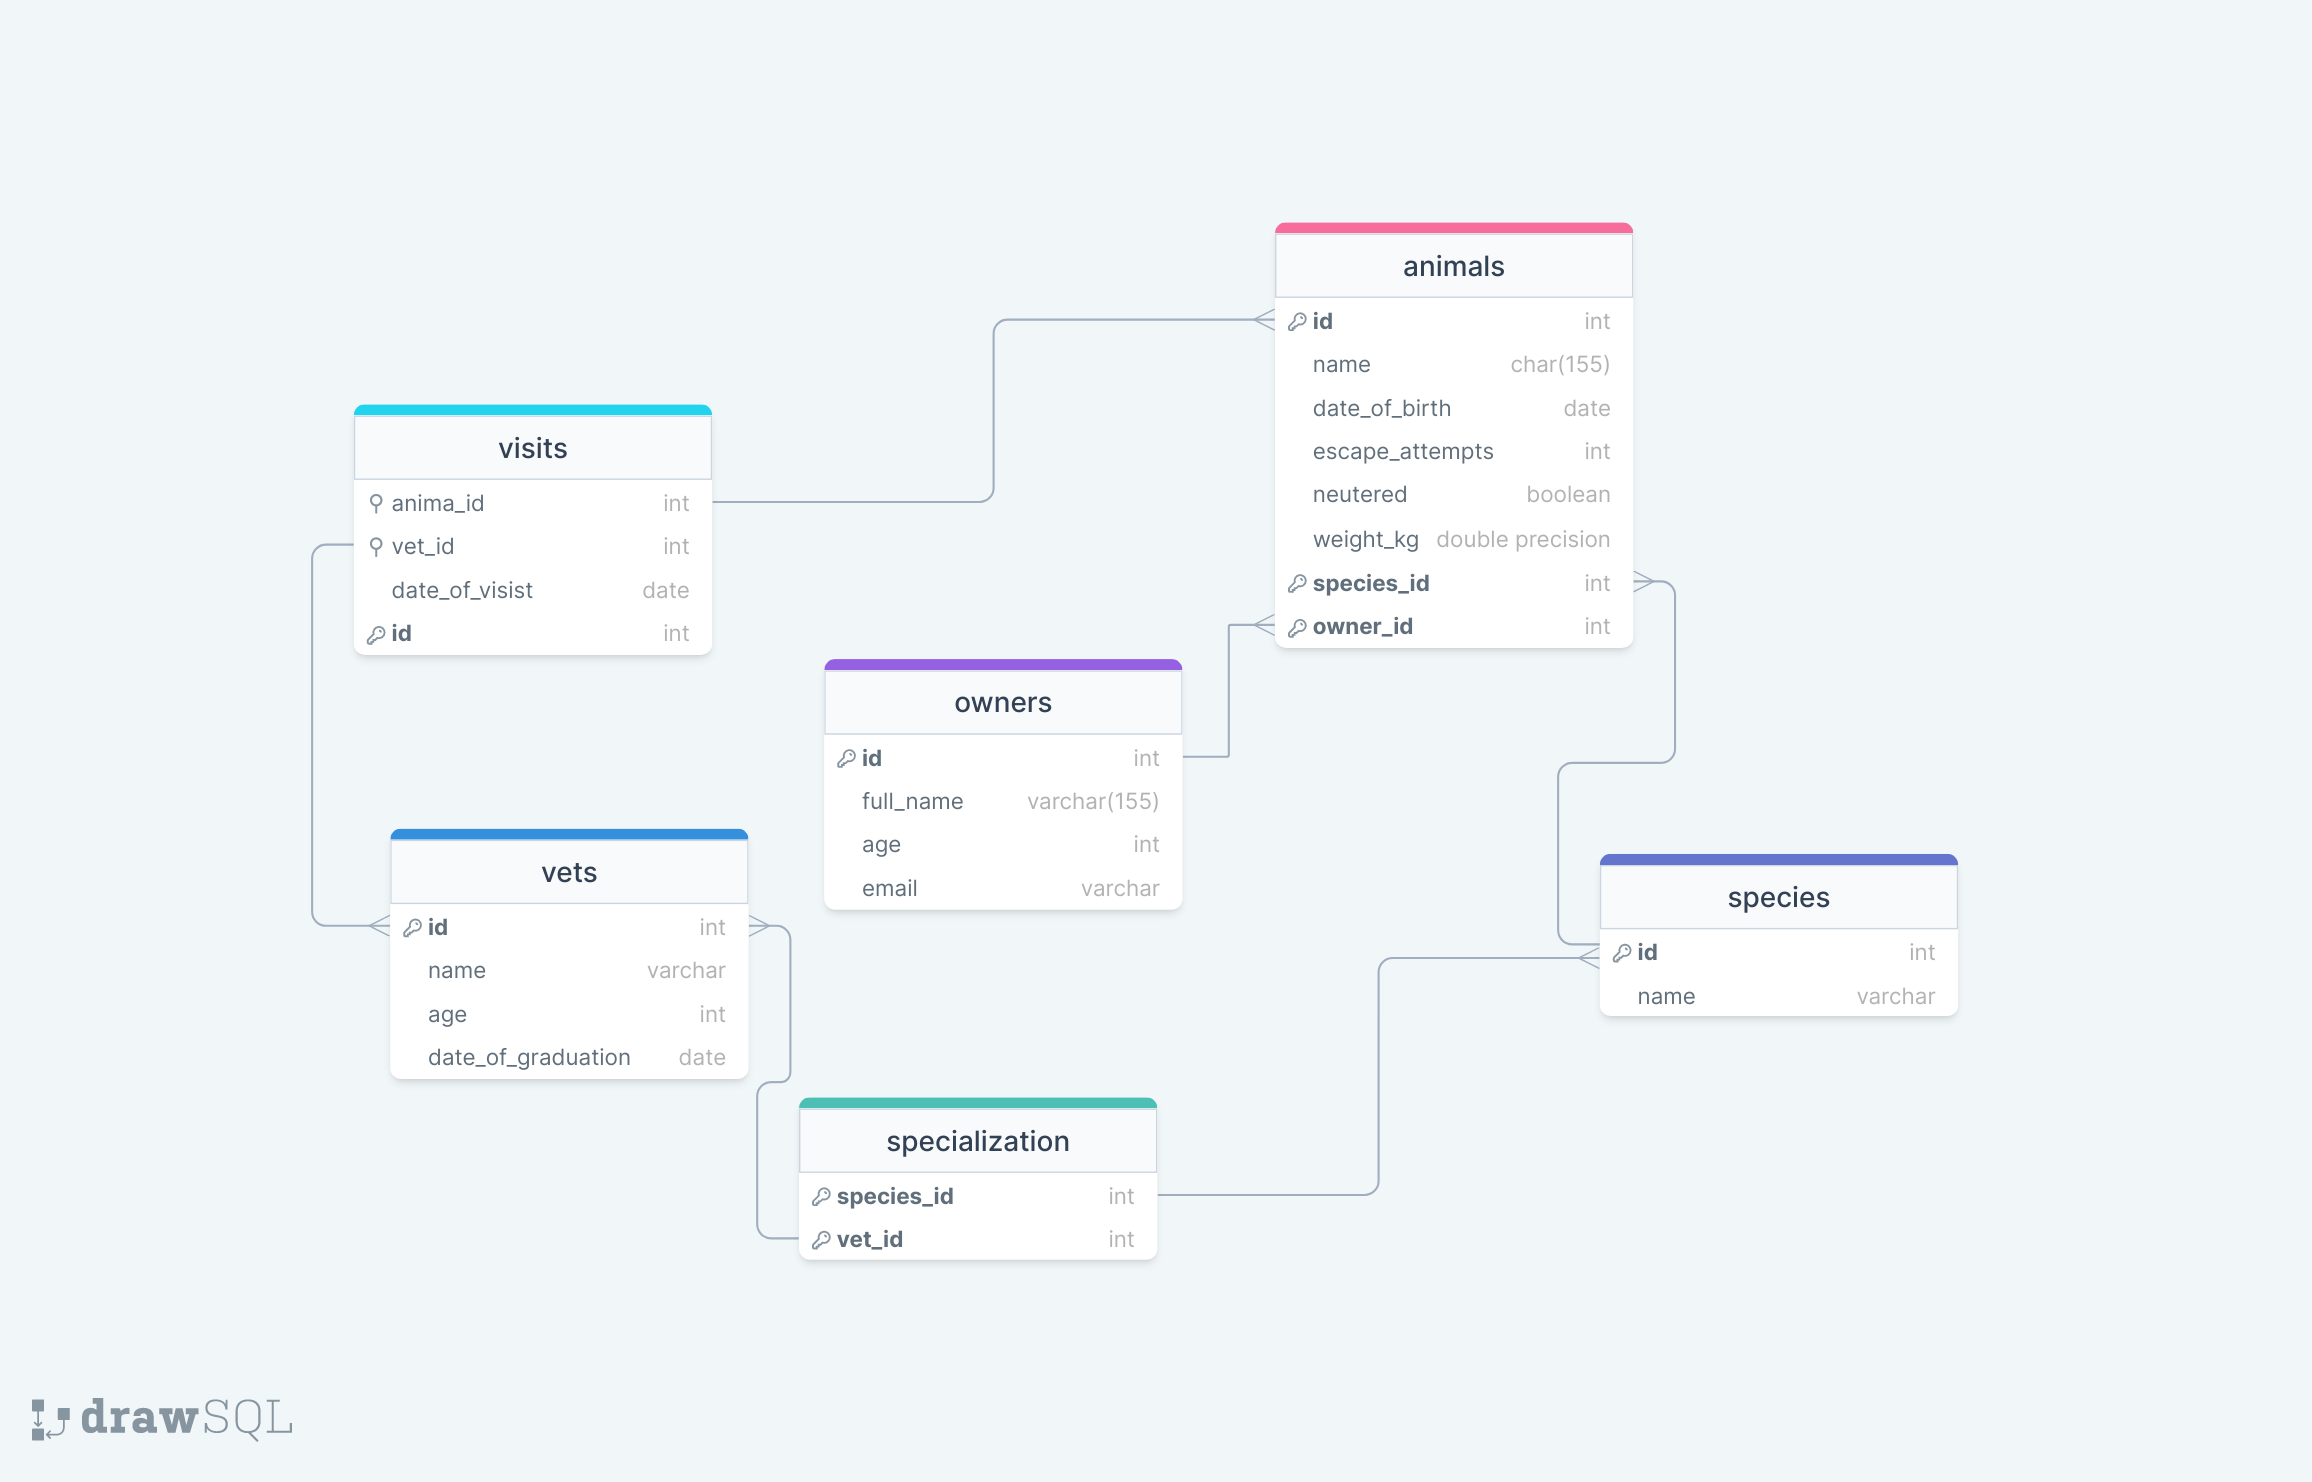 animals
id int
name char(155)
date_of_birth date
escape_attempts int
neutered boolean
weight_kg double precision
species_id int
owner_id int
visits
anima_id int
vet_id int
date_of_visist date
id int
owners
id int
full_name varchar(155)
age int
email varchar
vets
id int
name varchar
age int
date_of_graduation date
species
id int
name varchar
specialization
species_id int
vet_id int
drawSQL